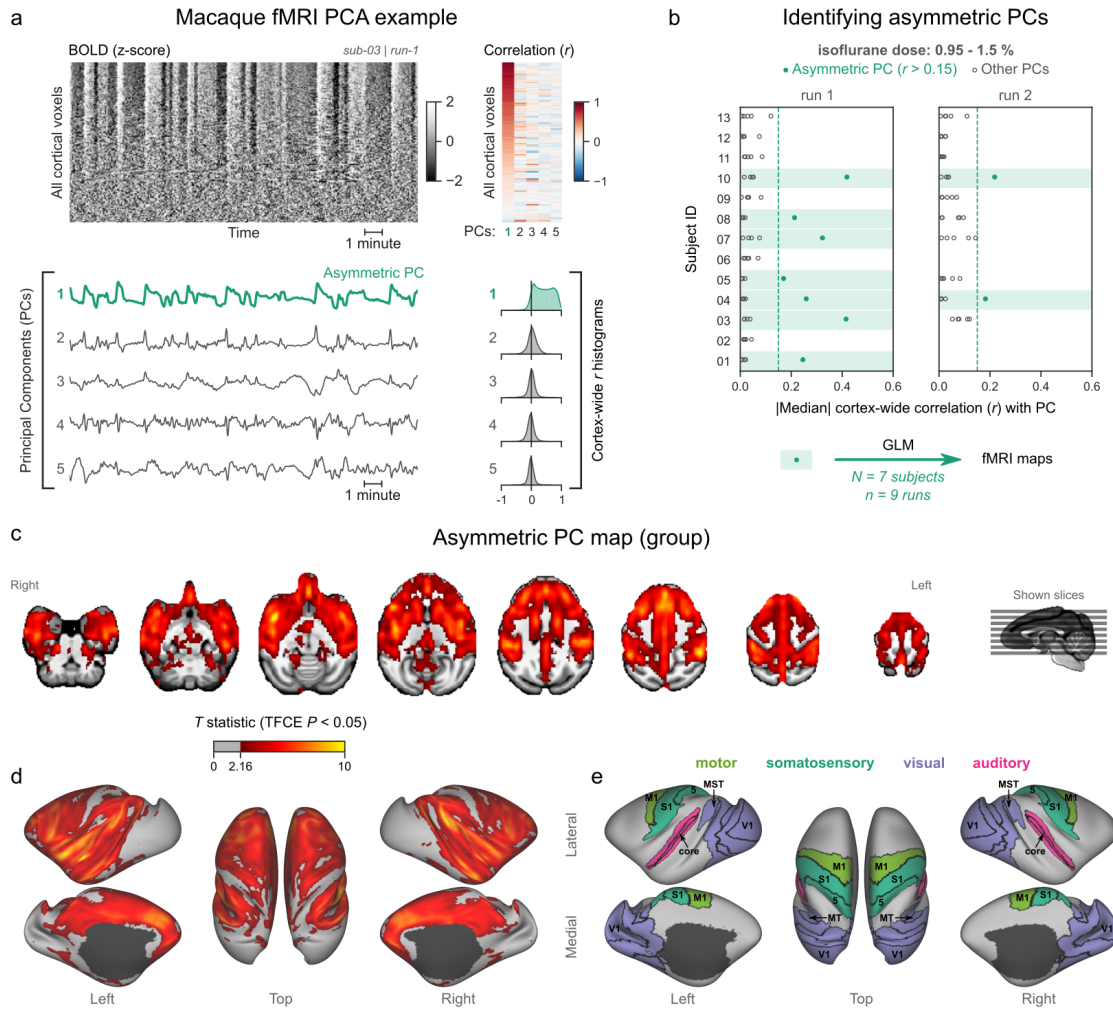 a
Macaque fMRI PCA example
BOLD (z-score)
sub-03 | run-1
All cortical voxels
2
0
−2
Time
1 minute
Correlation (r)
All cortical voxels
1
0
−1
PCs: 1 2 3 4 5
Principal Components (PCs)
Asymmetric PC
1
2
3
4
5
1 minute
1
2
3
4
5
-1 0 1
Cortex-wide r histograms
b
Identifying asymmetric PCs
isoflurane dose: 0.95 - 1.5 %
Asymmetric PC (r > 0.15)
Other PCs
run 1
run 2
Subject ID
13
12
11
10
09
08
07
06
05
04
03
02
01
0.0 0.2 0.4 0.6
0.0 0.2 0.4 0.6
|Median| cortex-wide correlation (r) with PC
GLM
fMRI maps
N = 7 subjects
n = 9 runs
c
Asymmetric PC map (group)
Right
Left
Shown slices
T statistic (TFCE P < 0.05)
0 2.16 10
d
Left
Top
Right
e
motor somatosensory visual auditory
Lateral
Medial
M1
S1
5
MST
V1
core
V1
S1
M1
M1
S1
5
MT
V1
M1
S1
5
MT
V1
MST
5
S1
M1
V1
core
M1
S1
V1
Left
Top
Right